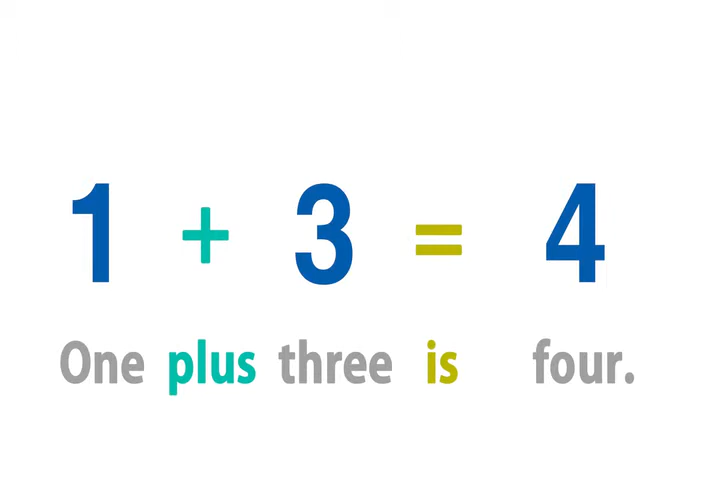 1 + 3 = 4
One plus three is four.